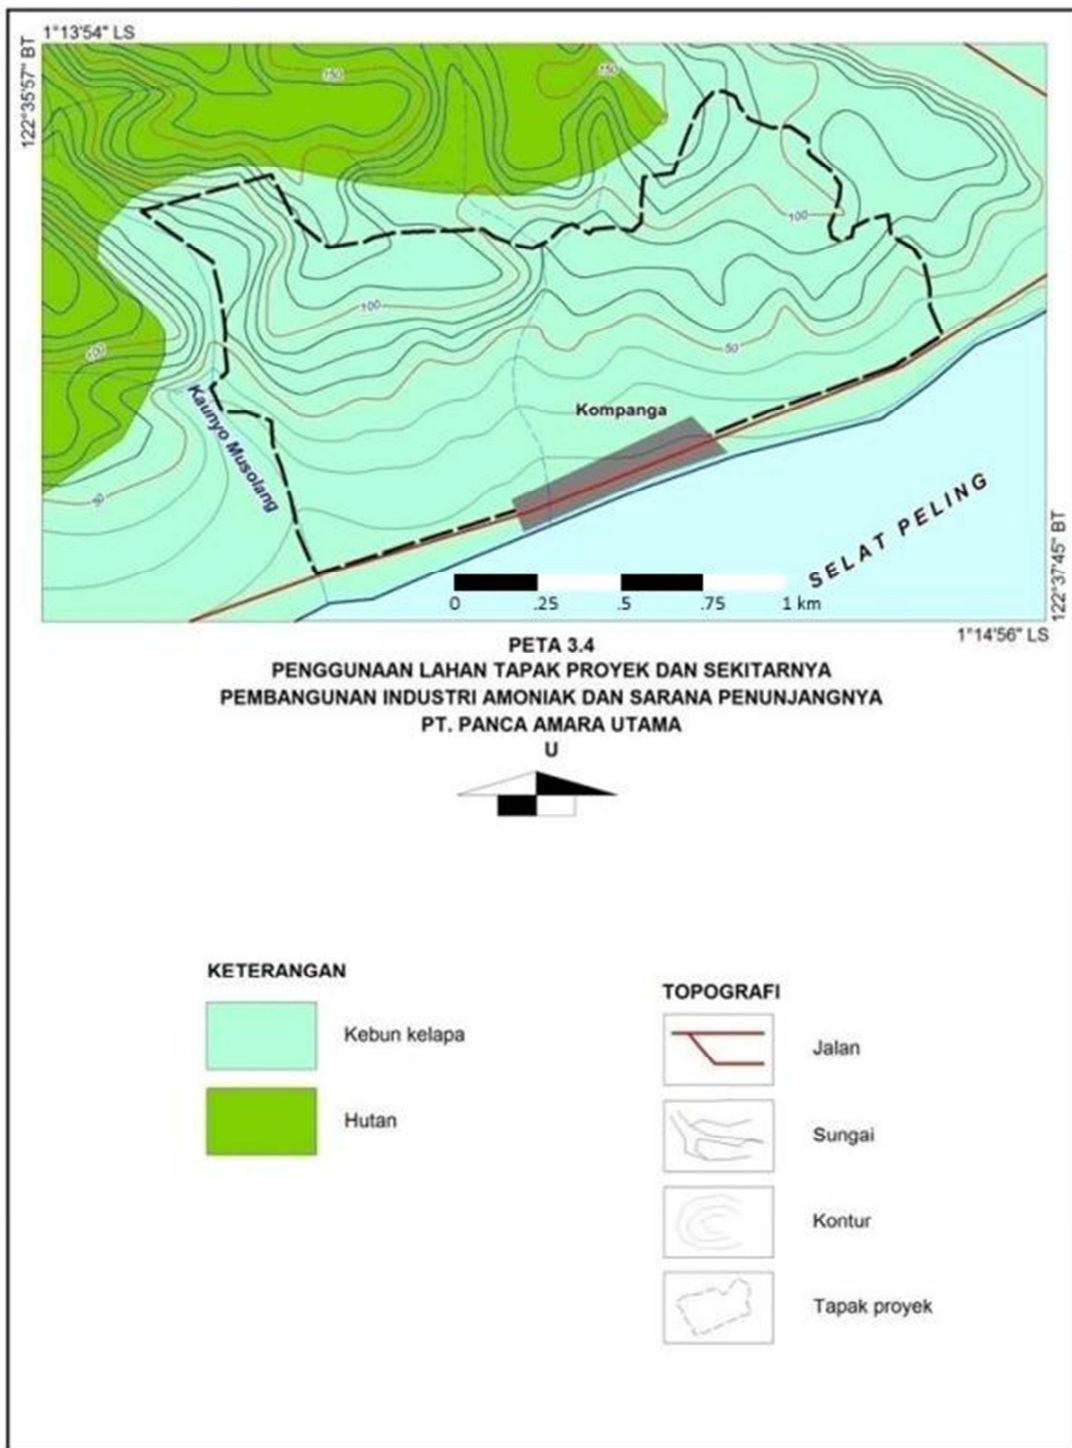 1°13'54" LS
122°35'57" BT
150
150
100
100
50
100
50
Kompanga
Kaunyo Musolang
SELAT PELING
0 .25 .5 .75 1 km
122°37'45" BT
1°14'56" LS
PETA 3.4
PENGGUNAAN LAHAN TAPAK PROYEK DAN SEKITARNYA
PEMBANGUNAN INDUSTRI AMONIAK DAN SARANA PENUNJANGNYA
PT. PANCA AMARA UTAMA
U
KETERANGAN
Kebun kelapa
Hutan
TOPOGRAFI
Jalan
Sungai
Kontur
Tapak proyek